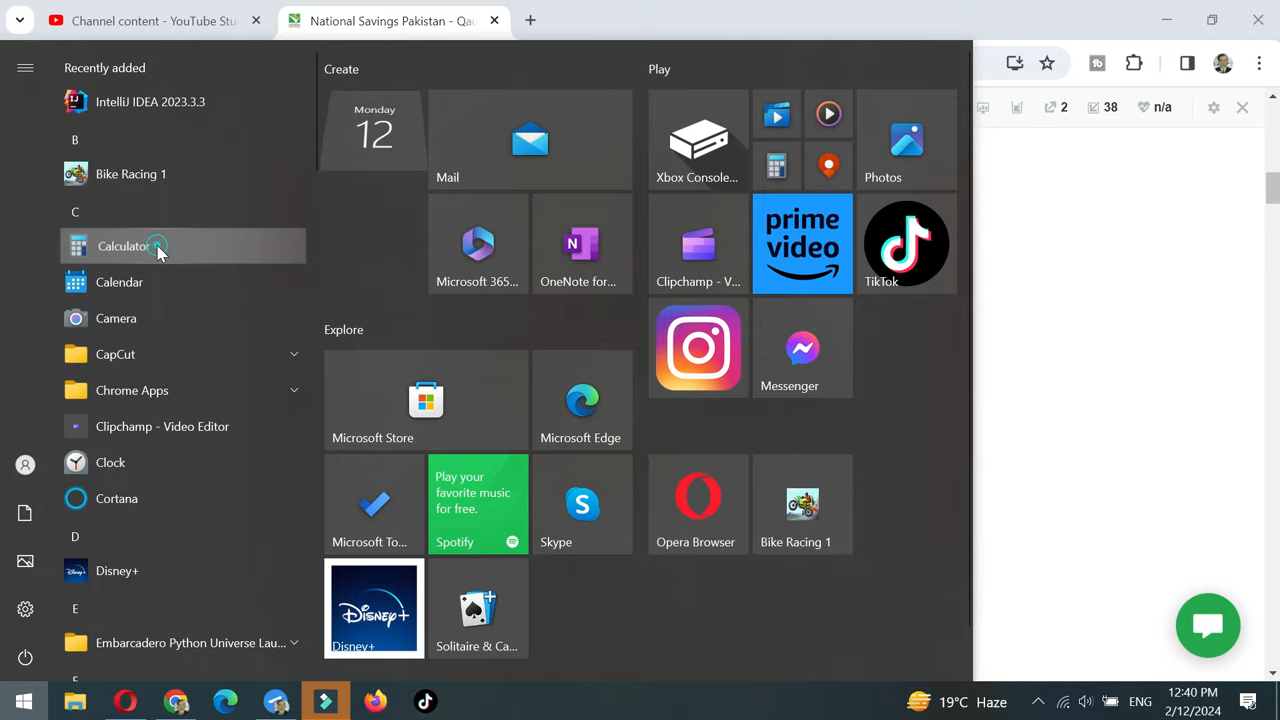 Channel content - YouTube Stu
National Savings Pakistan - Qau
2
38
n/a
Recently added
IntelliJ IDEA 2023.3.3
B
Bike Racing 1
C
Calculator
Calendar
Camera
CapCut
Chrome Apps
Clipchamp - Video Editor
Clock
Cortana
D
Disney+
E
Embarcadero Python Universe Lau...
Create
Monday
12
Mail
Microsoft 365...
OneNote for...
Explore
Microsoft Store
Microsoft Edge
Microsoft To...
Play your
favorite music
for free.
Spotify
Skype
Disney+
Disney+
Solitaire & Ca...
Play
Xbox Console...
Photos
Clipchamp - V...
prime
video
TikTok
Messenger
Opera Browser
Bike Racing 1
19°C Haze
ENG
12:40 PM
2/12/2024